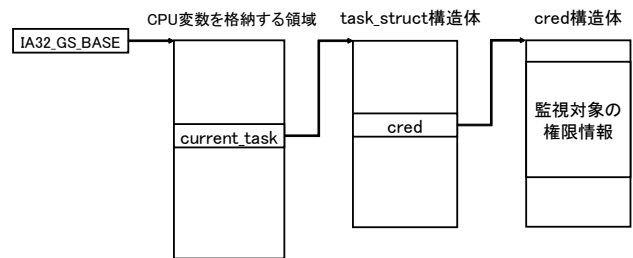 CPU変数を格納する領域
task_struct構造体
cred構造体
IA32_GS_BASE
current_task
cred
監視対象の
権限情報